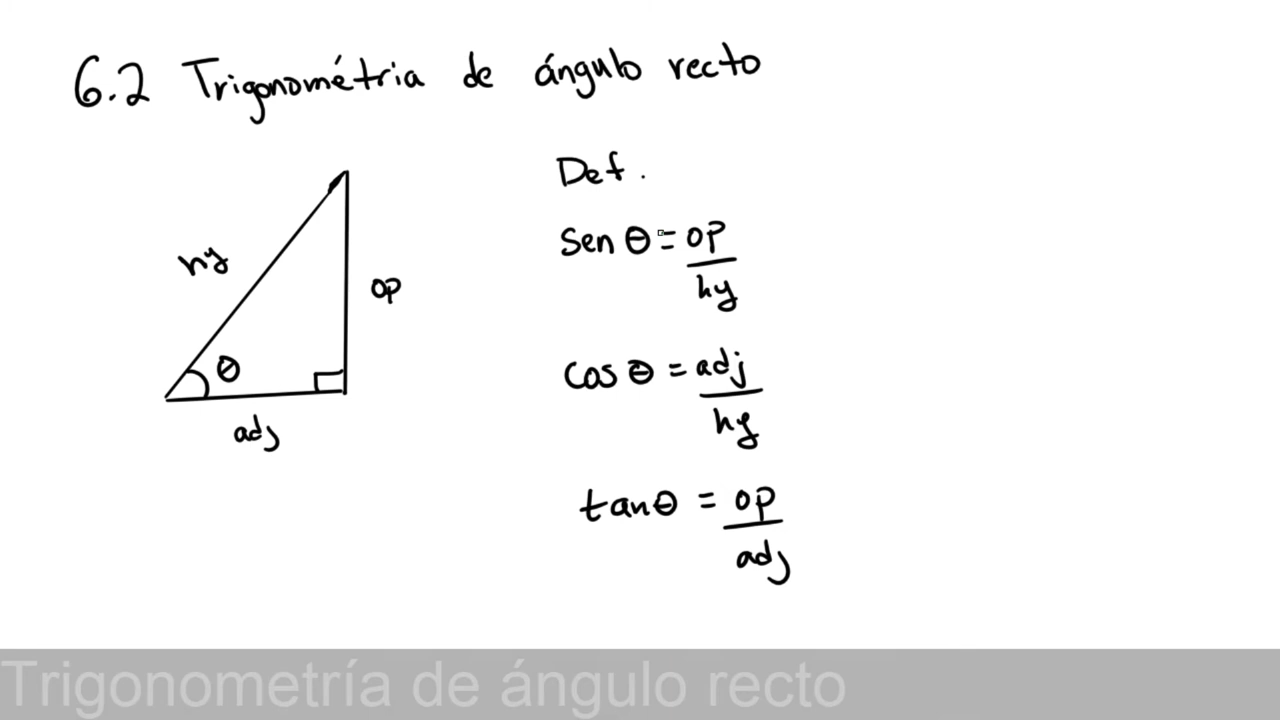 6.2 Trigonométria de ángulo recto
Def.
hy
op
θ
adj
Sen θ = op
hy
cos θ = adj
hy
tan θ = op
adj
Trigonometría de ángulo recto